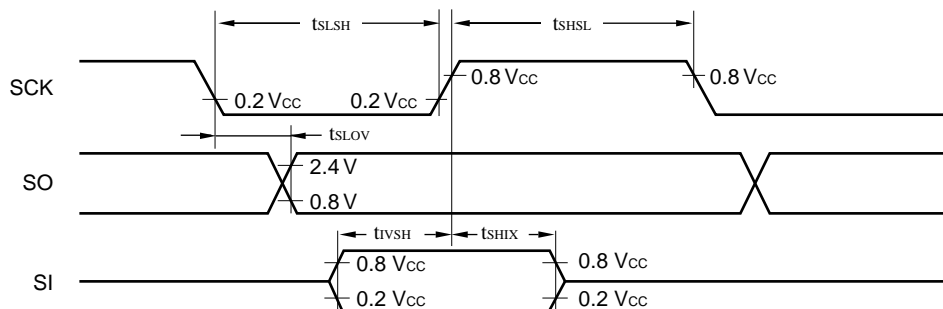 tSLSH
tSHSL
SCK
0.2 VCC
0.2 VCC
0.8 VCC
0.8 VCC
tSLOV
SO
2.4 V
0.8 V
tIVSH
tSHIX
SI
0.8 VCC
0.8 VCC
0.2 VCC
0.2 VCC